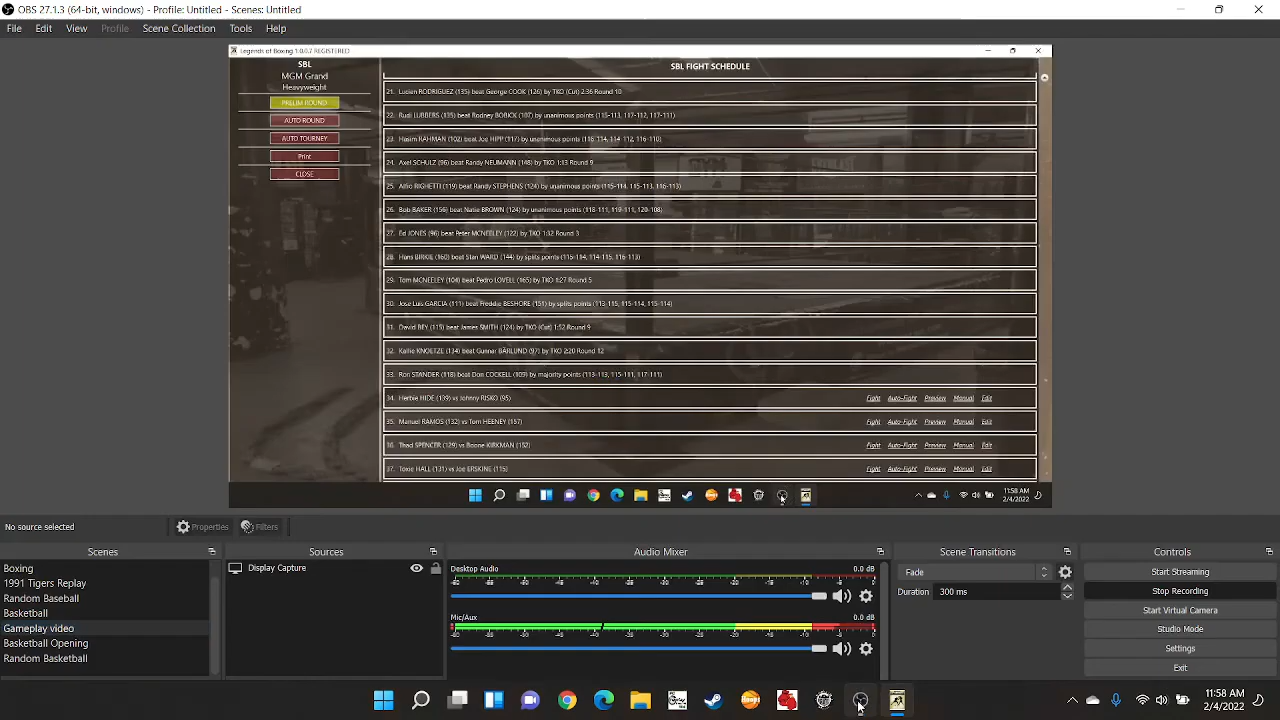 OBS 27.1.3 (64-bit, windows) - Profile: Untitled - Scenes: Untitled
File Edit View Profile Scene Collection Tools Help
Legends of Boxing 1.0.0.7 REGISTERED
SBL
MGM Grand
Heavyweight
PRELIM ROUND
AUTO ROUND
AUTO TOURNEY
Print
CLOSE
SBL FIGHT SCHEDULE
21. Lucien RODRIGUEZ (135) beat George COOK (126) by TKO (Cut) 2:36 Round 10
22. Rudi LUBBERS (835) beat Rodney BOBICK (107) by unanimous points (115-113, 117-112, 117-111)
23. Hasim RAHMAN (102) beat Joe HIPP (117) by unanimous points (116-114, 114-112, 116-110)
24. Axel SCHULZ (96) beat Randy NEUMANN (148) by TKO 1:13 Round 9
25. Alfio RIGHETTI (119) beat Randy STEPHENS (124) by unanimous points (115-114, 115-113, 116-113)
26. Bob BAKER (156) beat Natie BROWN (124) by unanimous points (118-111, 119-111, 120-108)
27. Ed JONES (96) beat Peter MCNEELEY (122) by TKO 1:32 Round 3
28. Hans BIRKIE (160) beat Stan WARD (144) by splits points (115-114, 114-115, 116-113)
29. Tom MCNEELEY (104) beat Pedro LOVELL (165) by TKO 1:27 Round 5
30. Jose Luis GARCIA (111) beat Freddie BESHORE (151) by splits points (113-115, 115-114, 115-114)
31. David BEY (115) beat James SMITH (124) by TKO (Cut) 1:52 Round 9
32. Kallie KNOETZE (134) beat Gunnar BARLUND (97) by TKO 2:20 Round 12
33. Ron STANDER (118) beat Don COCKELL (109) by majority points (113-113, 115-111, 117-111)
34. Herbie HIDE (139) vs Johnny RISKO (95) Fight Auto-Fight Preview Manual Edit
35. Manuel RAMOS (132) vs Tom HEENEY (157) Fight Auto-Fight Preview Manual Edit
36. Thad SPENCER (129) vs Boone KIRKMAN (152) Fight Auto-Fight Preview Manual Edit
37. Toxie HALL (131) vs Joe ERSKINE (115) Fight Auto-Fight Preview Manual Edit
11:58 AM
2/4/2022
No source selected Properties Filters
Scenes
Boxing
1991 Tigers Replay
Random Baseball
Basketball
Gameplay video
Basketball Opening
Random Basketball
Sources
Display Capture
Audio Mixer
Desktop Audio 0.0 dB
Mic/Aux 0.0 dB
Scene Transitions
Fade
Duration 300 ms
Controls
Start Streaming
Stop Recording
Start Virtual Camera
Studio Mode
Settings
Exit
11:58 AM
2/4/2022